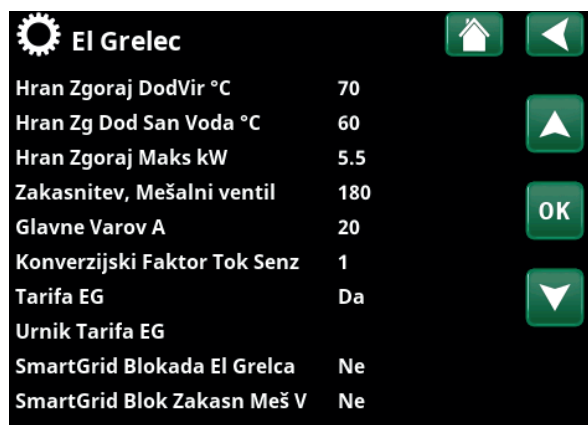 El Grelec
Hran Zgoraj DodVir °C 70
Hran Zg Dod San Voda °C 60
Hran Zgoraj Maks kW 5.5
Zakasnitev, Mešalni ventil 180
OK
Glavne Varov A 20
Konverzijski Faktor Tok Senz 1
Tarifa EG Da
Urnik Tarifa EG
SmartGrid Blokada El Grelca Ne
SmartGrid Blok Zakasn Meš V Ne